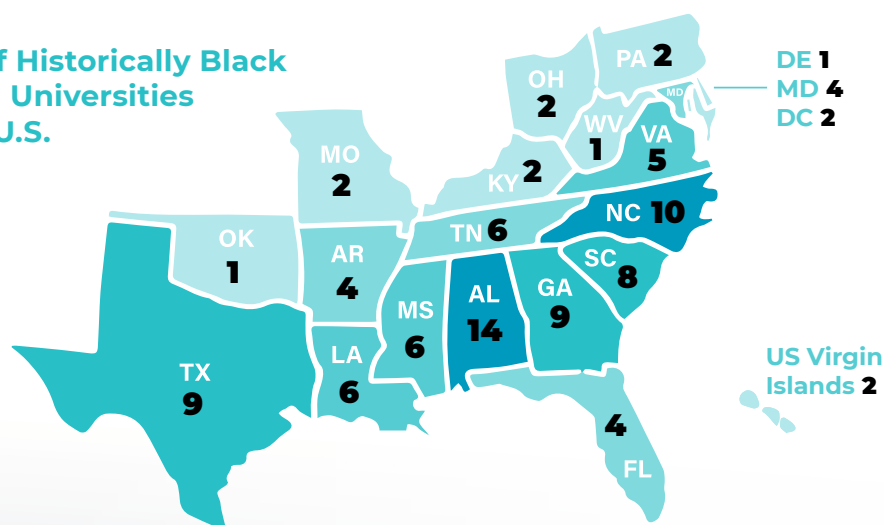 f Historically Black
Universities
U.S.
PA 2
OH
2
DE 1
MD 4
DC 2
MD
WV
1
VA
5
MO
2
KY 2
NC 10
TN 6
OK
1
AR
4
SC
8
MS
6
AL
14
GA
9
LA
6
TX
9
US Virgin
Islands 2
4
FL